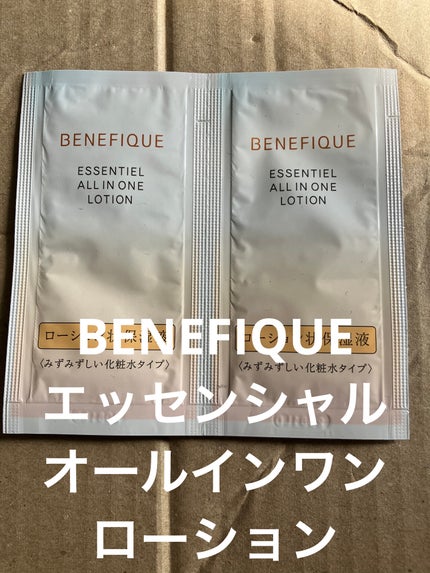 BENEFIQUE
ESSENTIEL
ALL IN ONE
LOTION
〈みずみずしい化粧水タイプ〉
BENEFIQUE
ESSENTIEL
ALL IN ONE
LOTION
〈みずみずしい化粧水タイプ〉
BENEFIQUE
エッセンシャル
オールインワン
ローション